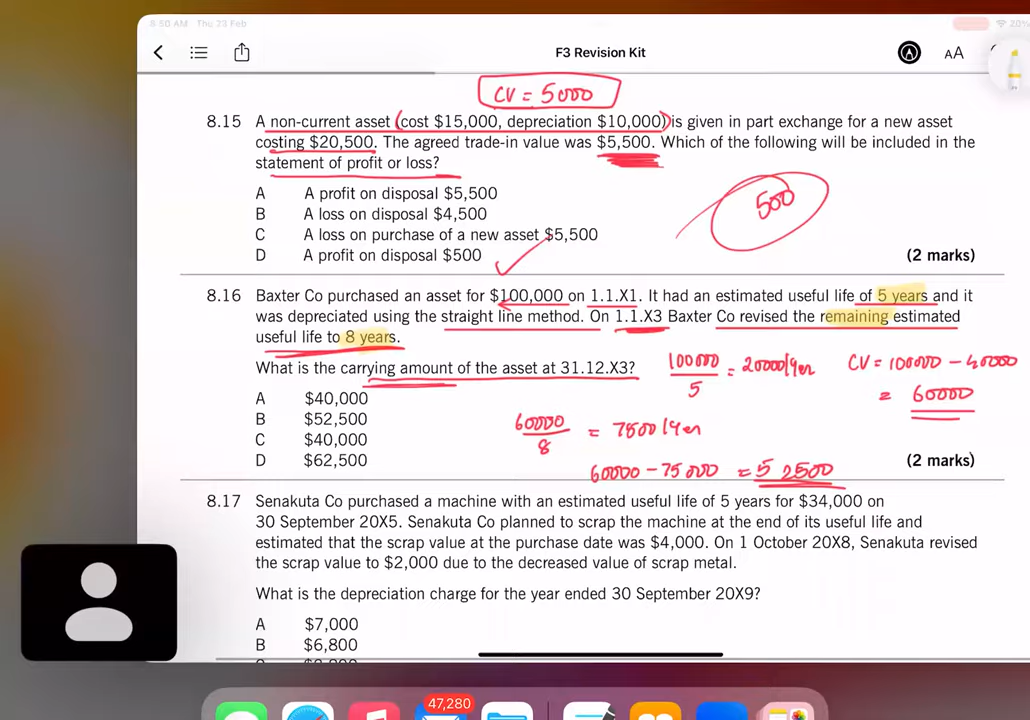 8:50 AM Thu 23 Feb
20%
F3 Revision Kit
AA
CV = 5000
8.15 A non-current asset (cost $15,000, depreciation $10,000) is given in part exchange for a new asset
costing $20,500. The agreed trade-in value was $5,500. Which of the following will be included in the
statement of profit or loss?
A A profit on disposal $5,500
B A loss on disposal $4,500
C A loss on purchase of a new asset $5,500
D A profit on disposal $500
(2 marks)
500
8.16 Baxter Co purchased an asset for $100,000 on 1.1.X1. It had an estimated useful life of 5 years and it
was depreciated using the straight line method. On 1.1.X3 Baxter Co revised the remaining estimated
useful life to 8 years.
What is the carrying amount of the asset at 31.12.X3?
A $40,000
B $52,500
C $40,000
D $62,500
(2 marks)
100000 / 5 = 20000/yer
CV = 100000 - 40000
= 60000
60000 / 8 = 7500/yer
60000 - 75000 = 52500
8.17 Senakuta Co purchased a machine with an estimated useful life of 5 years for $34,000 on
30 September 20X5. Senakuta Co planned to scrap the machine at the end of its useful life and
estimated that the scrap value at the purchase date was $4,000. On 1 October 20X8, Senakuta revised
the scrap value to $2,000 due to the decreased value of scrap metal.
What is the depreciation charge for the year ended 30 September 20X9?
A $7,000
B $6,800
47,280